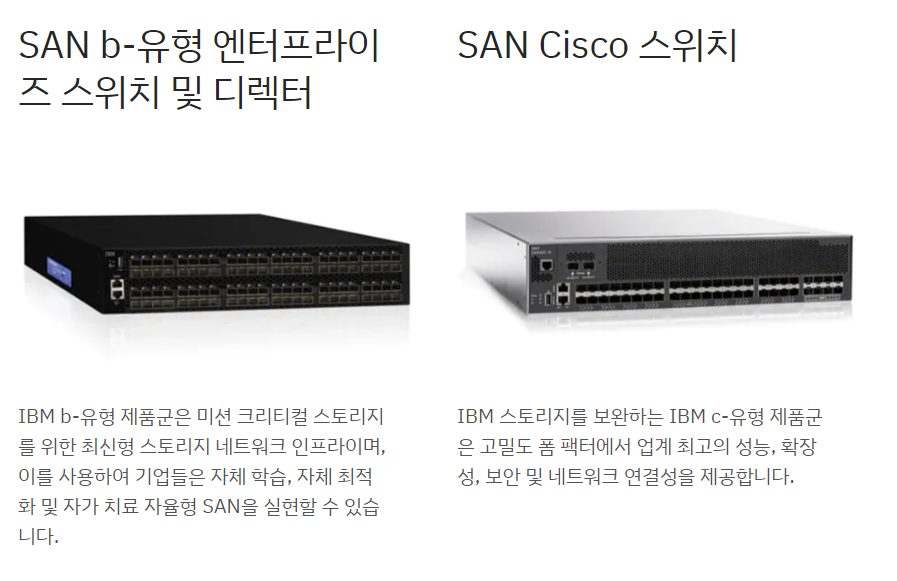 SAN b-유형 엔터프라이
즈 스위치 및 디렉터
SAN Cisco 스위치
IBM
IBM b-유형 제품군은 미션 크리티컬 스토리지
를 위한 최신형 스토리지 네트워크 인프라이며,
이를 사용하여 기업들은 자체 학습, 자체 최적
화 및 자가 치료 자율형 SAN을 실현할 수 있습
니다.
IBM 스토리지를 보완하는 IBM c-유형 제품군
은 고밀도 폼 팩터에서 업계 최고의 성능, 확장
성, 보안 및 네트워크 연결성을 제공합니다.